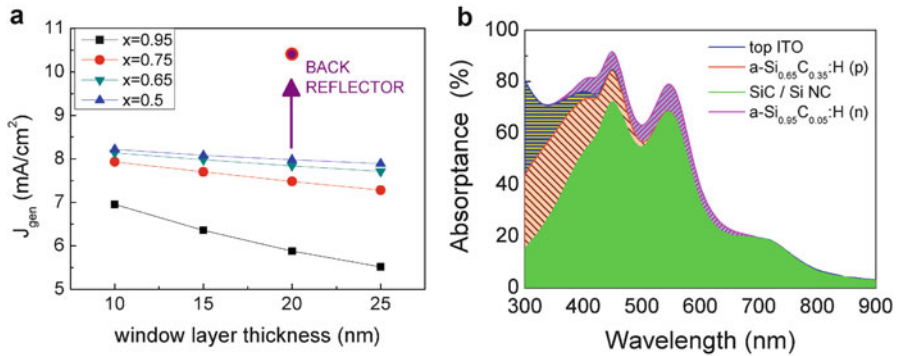 a
11
10
9
8
7
6
5
J_gen (mA/cm²)
x=0.95
x=0.75
x=0.65
x=0.5
BACK
REFLECTOR
10 15 20 25
window layer thickness (nm)
b
100
80
60
40
20
0
Absorptance (%)
top ITO
a-Si₀.₆₅C₀.₃₅:H (p)
SiC / Si NC
a-Si₀.₉₅C₀.₀₅:H (n)
300 400 500 600 700 800 900
Wavelength (nm)